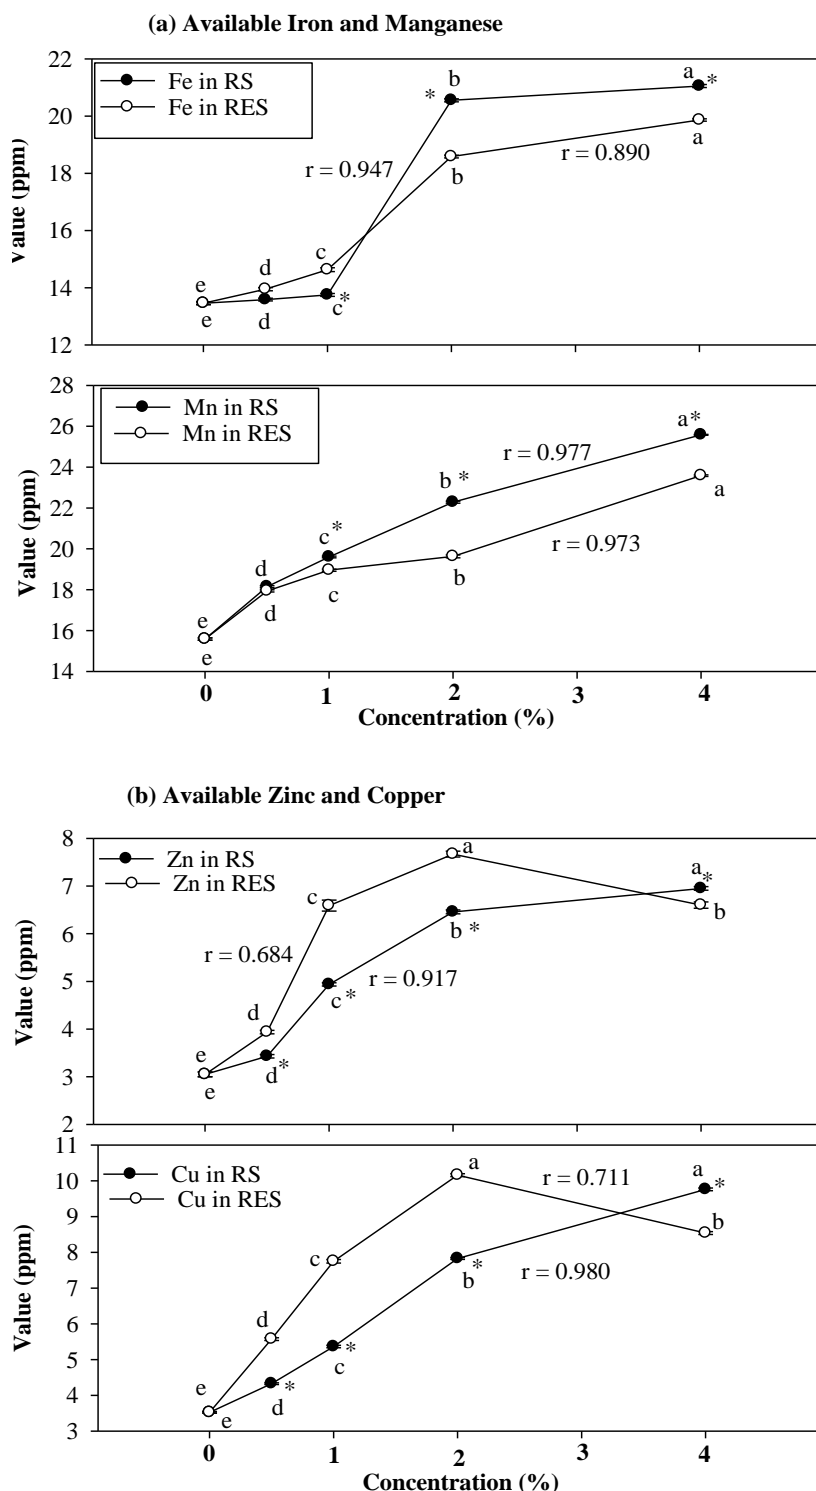 (a) Available Iron and Manganese
22
20
18
16
14
12
Value (ppm)
Fe in RS
Fe in RES
a
*
b
*
a
r = 0.890
b
r = 0.947
c
d
e
c *
d
e
28
26
24
22
20
18
16
14
Value (ppm)
Mn in RS
Mn in RES
a *
r = 0.977
b *
a
c *
r = 0.973
d
b
c
d
e
e
0 1 2 3 4
Concentration (%)
(b) Available Zinc and Copper
8
7
6
5
4
3
2
Value (ppm)
Zn in RS
Zn in RES
a
a *
c
b
b *
r = 0.684
r = 0.917
c *
d
e
d *
e
11
10
9
8
7
6
5
4
3
Value (ppm)
Cu in RS
Cu in RES
a
r = 0.711
a
*
b
c
b *
r = 0.980
d
*
c
e
*
d
e
0 1 2 3 4
Concentration (%)